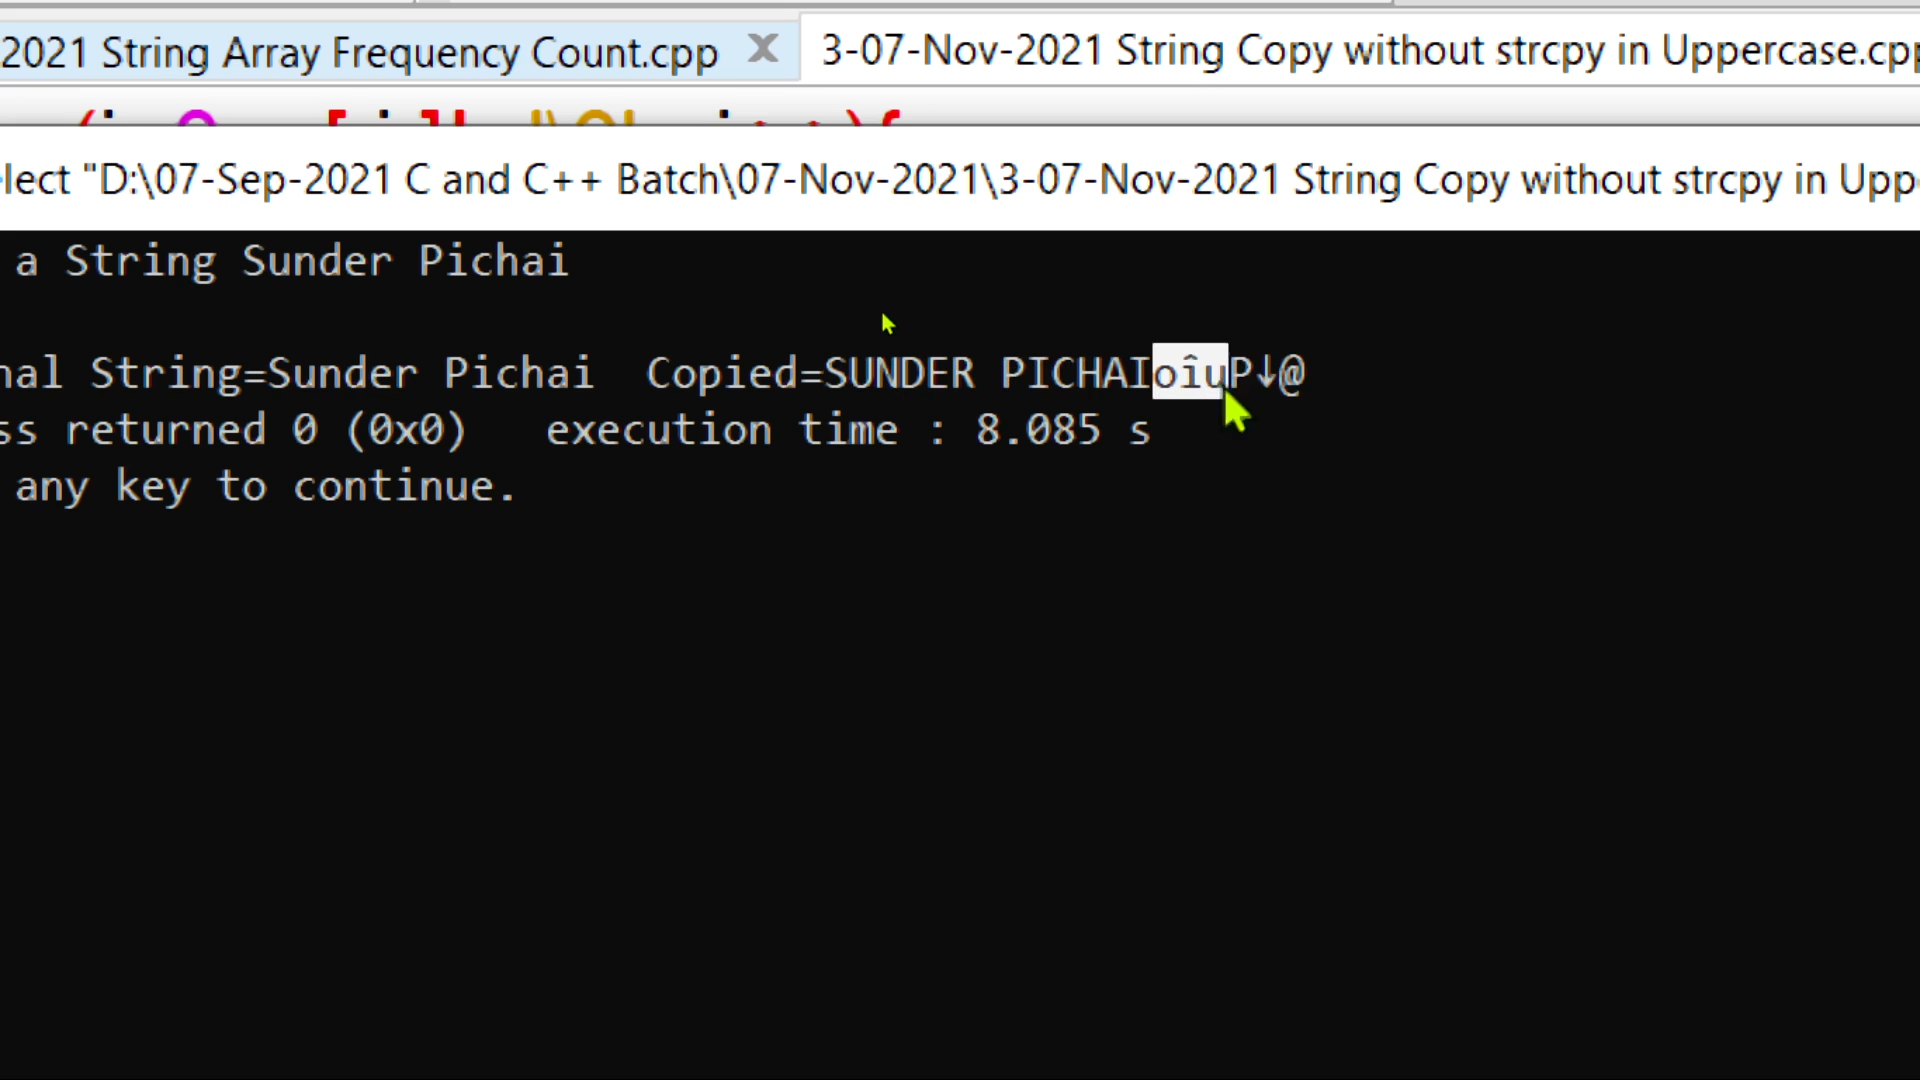 2021 String Array Frequency Count.cpp X 3-07-Nov-2021 String Copy without strcpy in Uppercase.cpp
lect "D:\07-Sep-2021 C and C++ Batch\07-Nov-2021\3-07-Nov-2021 String Copy without strcpy in Upp
a String Sunder Pichai
nal String=Sunder Pichai  Copied=SUNDER PICHAIoîuP↓@
ss returned 0 (0x0)   execution time : 8.085 s
any key to continue.